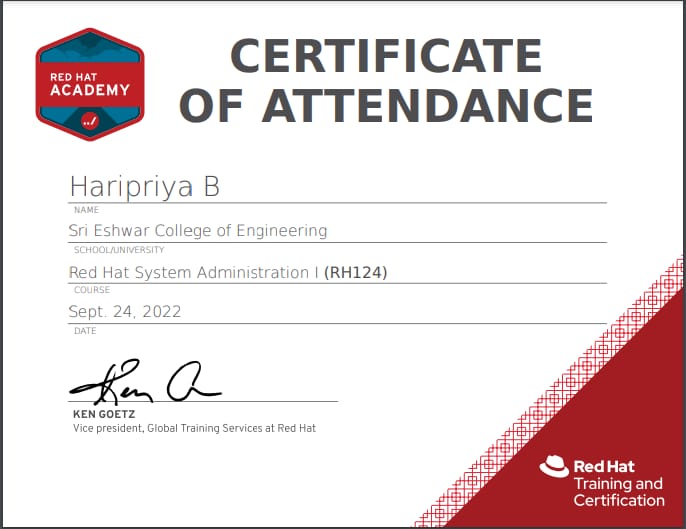 RED HAT
ACADEMY
CERTIFICATE
OF ATTENDANCE
Haripriya B
NAME
Sri Eshwar College of Engineering
SCHOOL/UNIVERSITY
Red Hat System Administration I (RH124)
COURSE
Sept. 24, 2022
DATE
KEN GOETZ
Vice president, Global Training Services at Red Hat
Red Hat
Training and
Certification